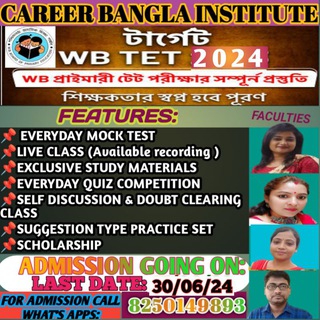 CAREER BANGLA INSTITUTE
টার্গেট
WB TET 2024
WB প্রাইমারী টেট পরীক্ষার সম্পূর্ন প্রস্তুতি
শিক্ষকতার স্বপ্ন হবে পূরণ
FEATURES:
FACULTIES
EVERYDAY MOCK TEST
LIVE CLASS (Available recording )
EXCLUSIVE STUDY MATERIALS
EVERYDAY QUIZ COMPETITION
SELF DISCUSSION & DOUBT CLEARING
CLASS
SUGGESTION TYPE PRACTICE SET
SCHOLARSHIP
ADMISSION GOING ON:
LAST DATE: 30/06/24
FOR ADMISSION CALL
WHAT'S APPS:
8250149893